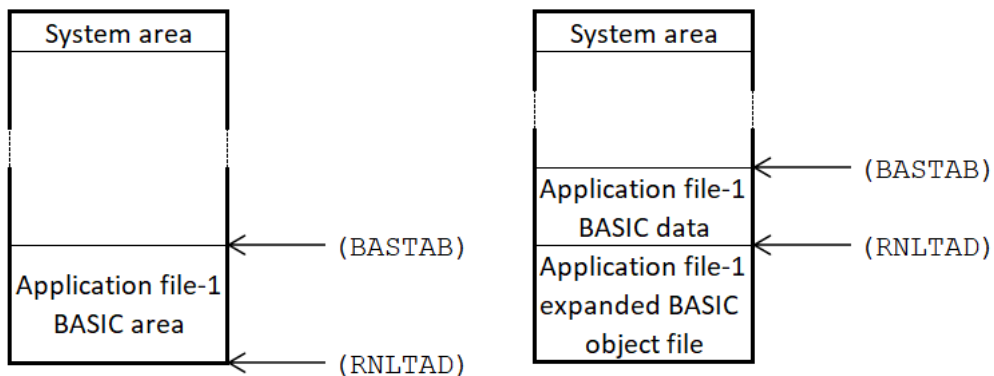 System area
(BASTAB)
Application file-1
BASIC area
(RNLTAD)
System area
(BASTAB)
Application file-1
BASIC data
(RNLTAD)
Application file-1
expanded BASIC
object file